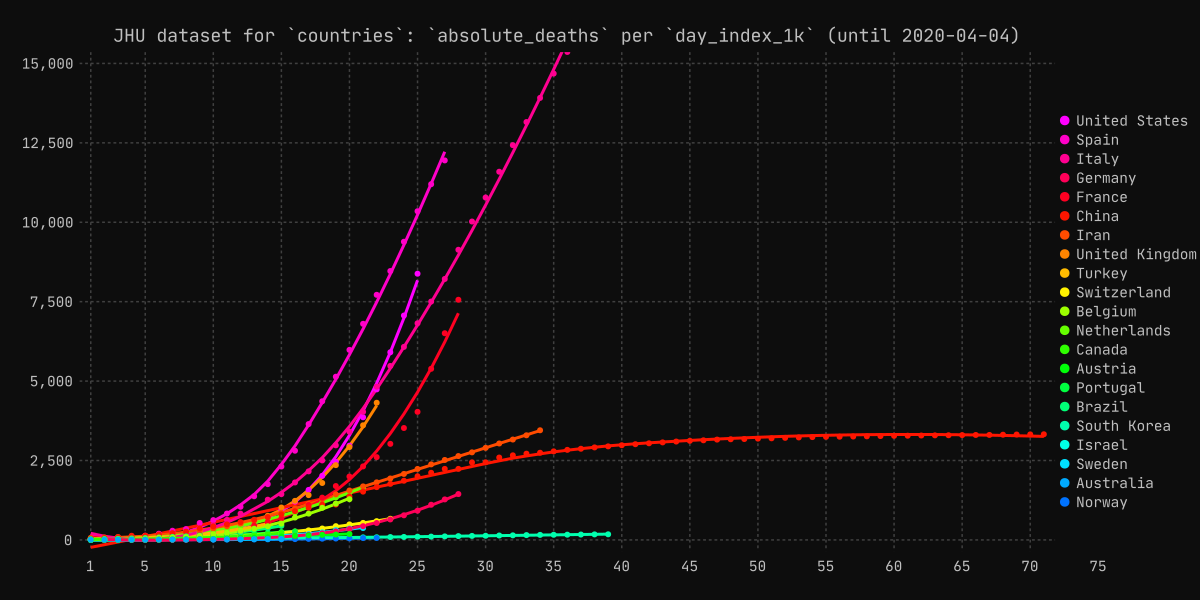 JHU dataset for `countries`: `absolute_deaths` per `day_index_1k` (until 2020-04-04)
15,000
12,500
10,000
7,500
5,000
2,500
0
1 5 10 15 20 25 30 35 40 45 50 55 60 65 70 75
United States
Spain
Italy
Germany
France
China
Iran
United Kingdom
Turkey
Switzerland
Belgium
Netherlands
Canada
Austria
Portugal
Brazil
South Korea
Israel
Sweden
Australia
Norway